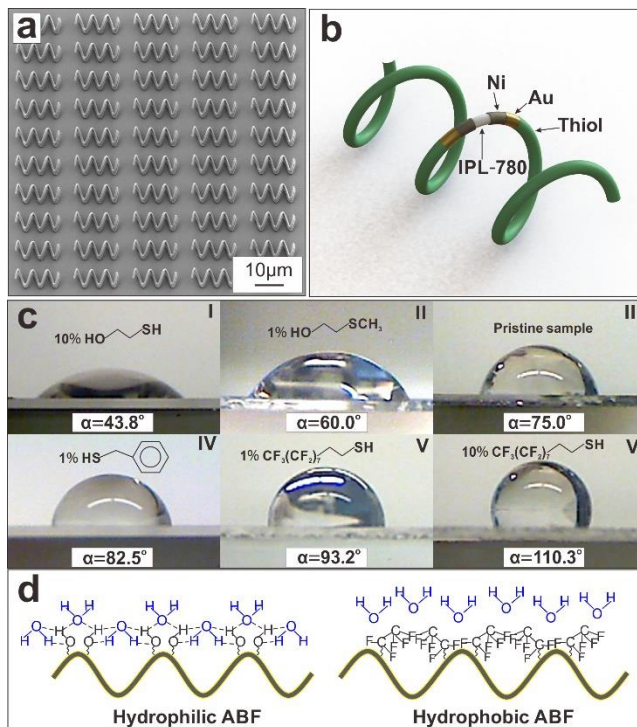 a
10μm
b
Ni
Au
Thiol
IPL-780
c
I
10% HO SH
α=43.8°
II
1% HO SCH3
α=60.0°
II
Pristine sample
α=75.0°
IV
1% HS
α=82.5°
V
1% CF3(CF2)7 SH
α=93.2°
V
10% CF3(CF2)7 SH
α=110.3°
d
H H H H H H
O O O O O O O
H H H H H H H H
O O O O O O
Hydrophilic ABF
H H H H H H H H H H H H
O O O O O O
F C F F C F F C F F C F
Hydrophobic ABF